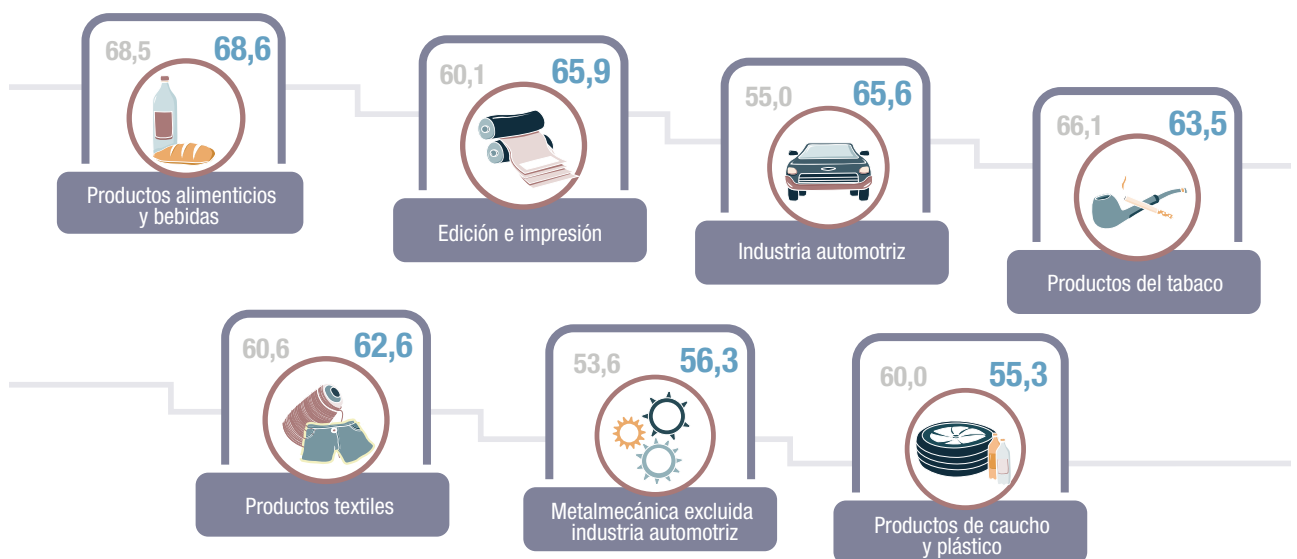 68,5 68,6
Productos alimenticios
y bebidas
60,1 65,9
Edición e impresión
55,0 65,6
Industria automotriz
66,1 63,5
Productos del tabaco
60,6 62,6
Productos textiles
53,6 56,3
Metalmecánica excluida
industria automotriz
60,0 55,3
Productos de caucho
y plástico